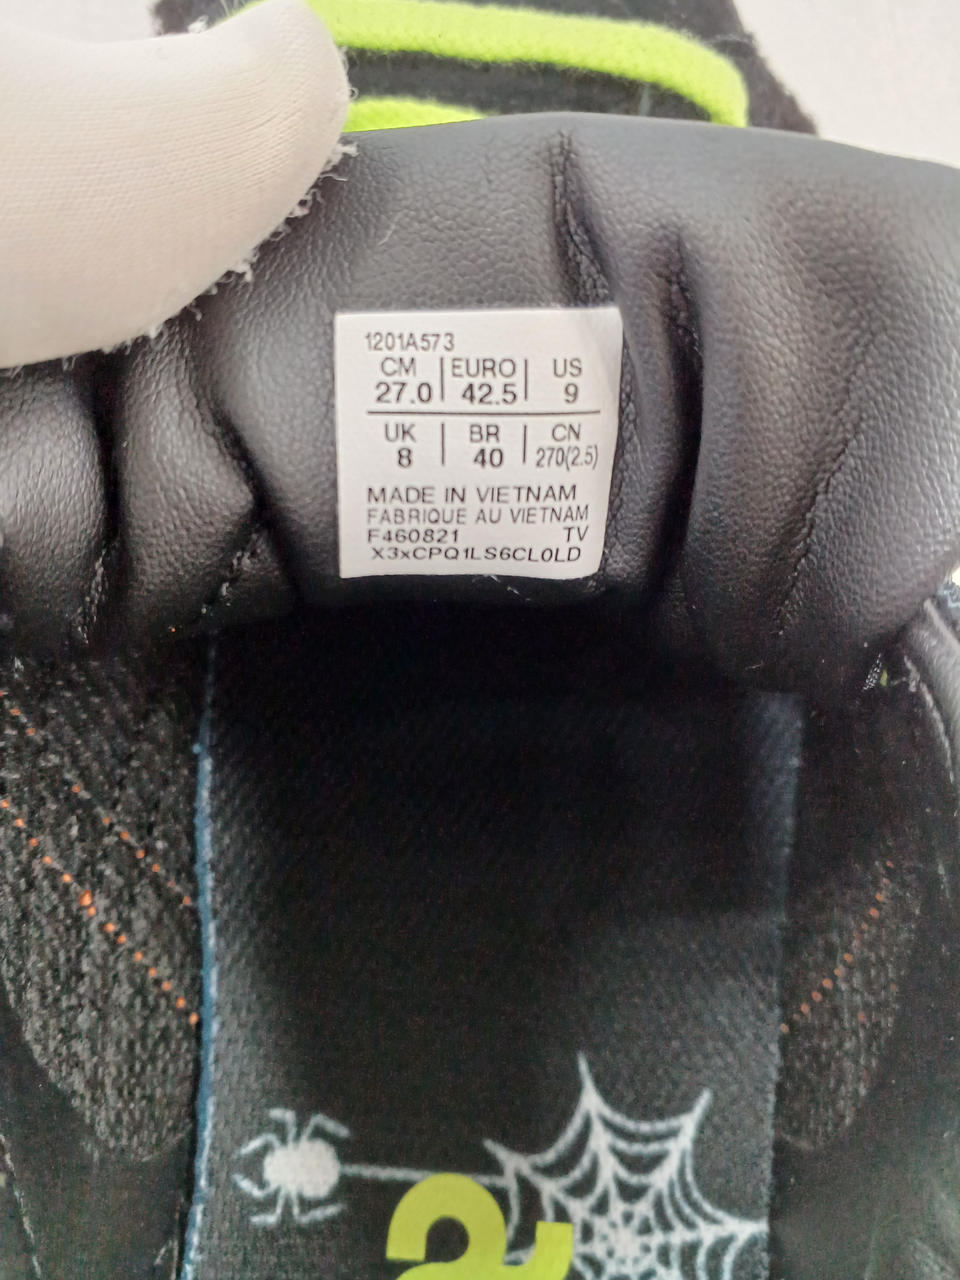 1201A573
CM EURO US
27.0 42.5 9
UK BR CN
8 40 270(2.5)
MADE IN VIETNAM
FABRIQUE AU VIETNAM
F460821 TV
X3xCPQ1LS6CL0LD